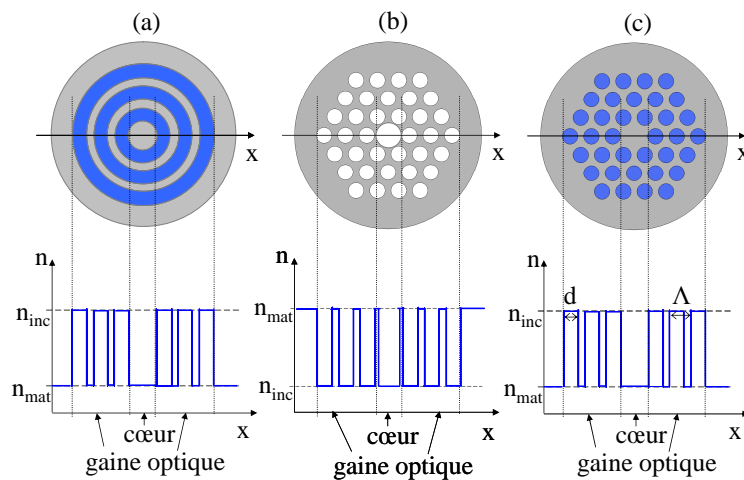 (a)
(b)
(c)
x
x
x
n
n
n
n_inc
n_mat
n_mat
n_inc
d
Λ
n_inc
n_mat
cœur
x
gaine optique
cœur
x
gaine optique
cœur
x
gaine optique